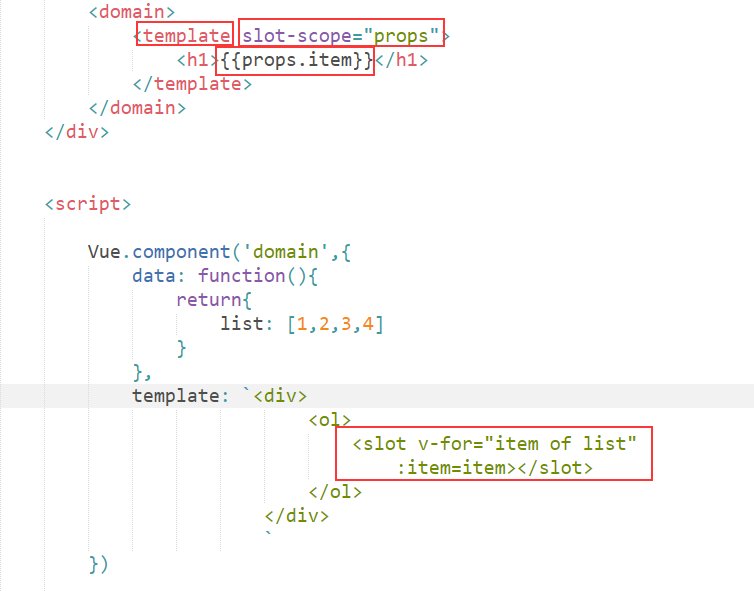 <domain>
<template slot-scope="props">
<h1>{{props.item}}</h1>
</template>
</domain>
</div>
<script>
Vue.component('domain',{
data: function(){
return{
list: [1,2,3,4]
}
},
template: `<div>
<ol>
<slot v-for="item of list"
:item=item></slot>
</ol>
</div>
`
})